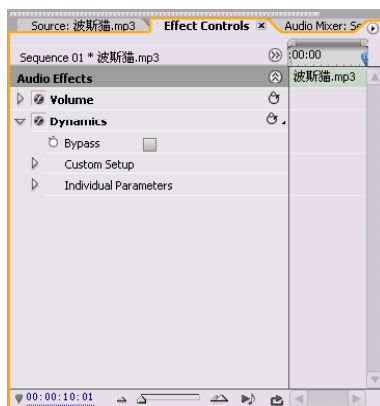 Source: 波斯猫.mp3 Effect Controls Audio Mixer: Se
Sequence 01 * 波斯猫.mp3 :00:00
Audio Effects 波斯猫.mp3
Volume
Dynamics
Bypass
Custom Setup
Individual Parameters
00:00:10:01